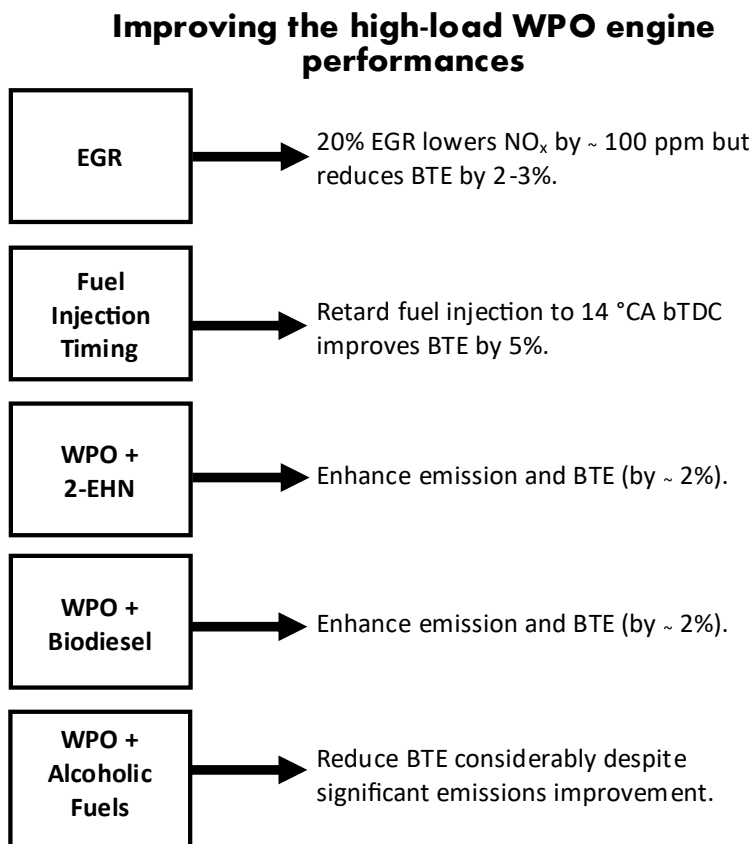 Improving the high-load WPO engine
performances
EGR
20% EGR lowers NOₓ by ~ 100 ppm but
reduces BTE by 2-3%.
Fuel
Injection
Timing
Retard fuel injection to 14 °CA bTDC
improves BTE by 5%.
WPO +
2-EHN
Enhance emission and BTE (by ~ 2%).
WPO +
Biodiesel
Enhance emission and BTE (by ~ 2%).
WPO +
Alcoholic
Fuels
Reduce BTE considerably despite
significant emissions improvement.